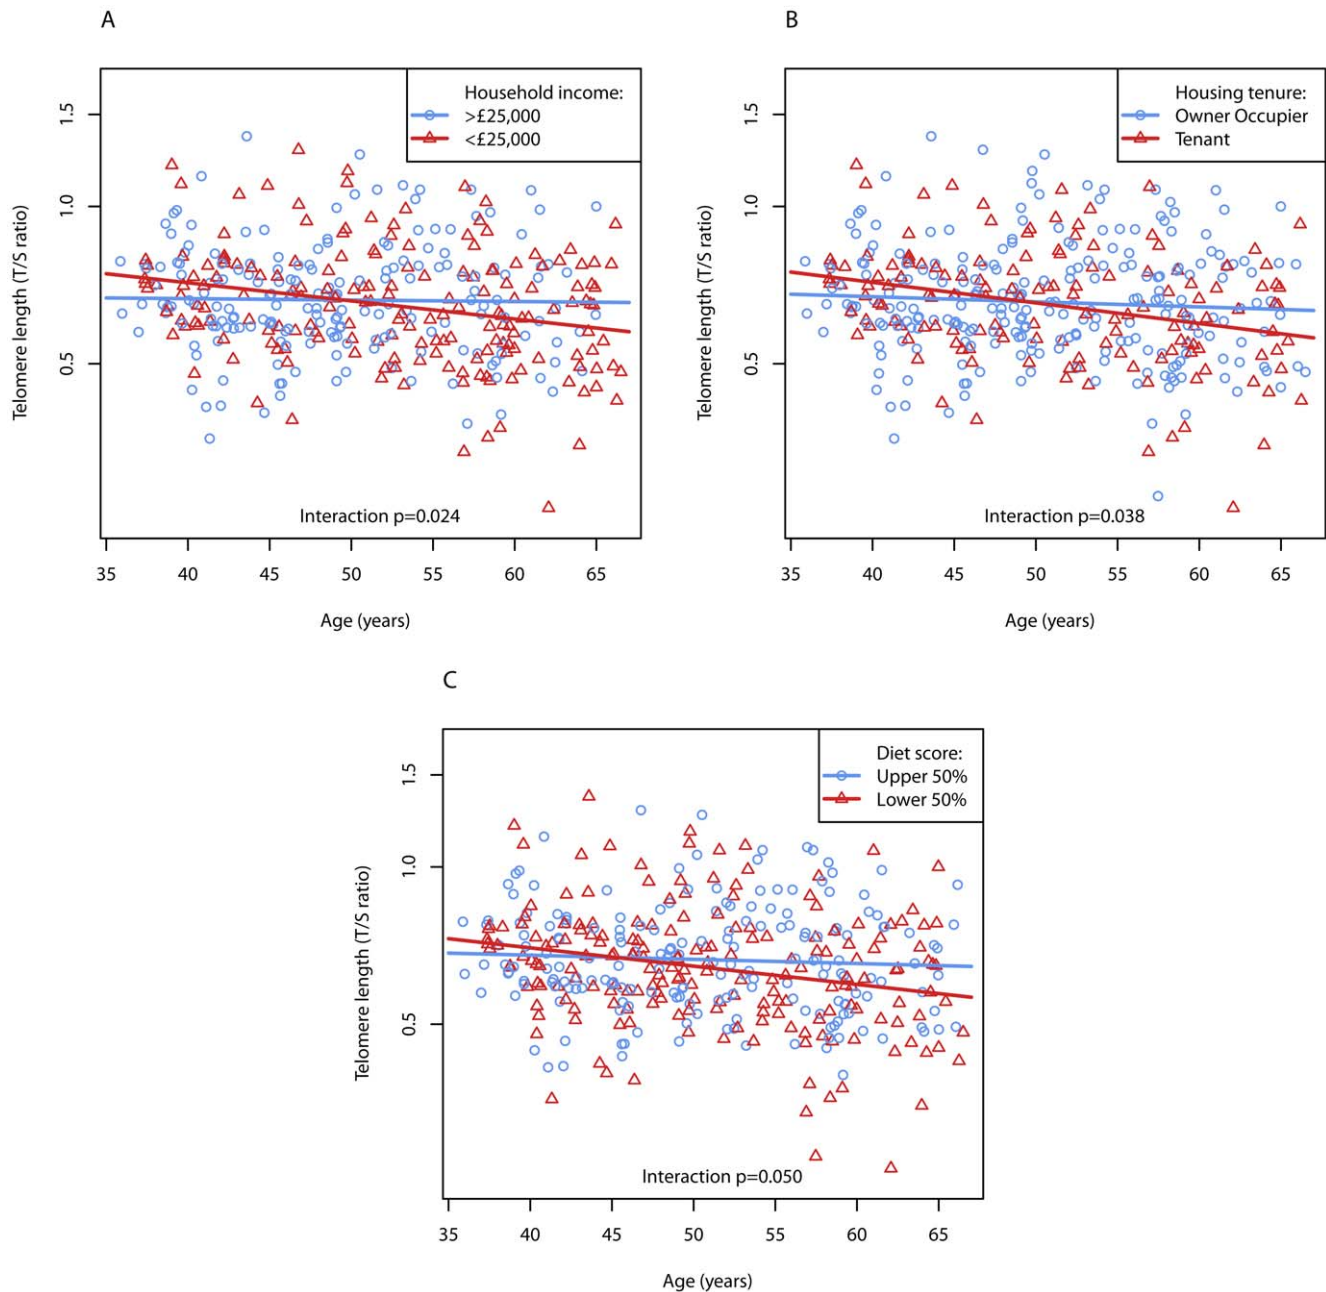 A
Household income:
>£25,000
<£25,000
Telomere length (T/S ratio)
1.5
1.0
0.5
Interaction p=0.024
35 40 45 50 55 60 65
Age (years)
B
Housing tenure:
Owner Occupier
Tenant
Telomere length (T/S ratio)
1.5
1.0
0.5
Interaction p=0.038
35 40 45 50 55 60 65
Age (years)
C
Diet score:
Upper 50%
Lower 50%
Telomere length (T/S ratio)
1.5
1.0
0.5
Interaction p=0.050
35 40 45 50 55 60 65
Age (years)